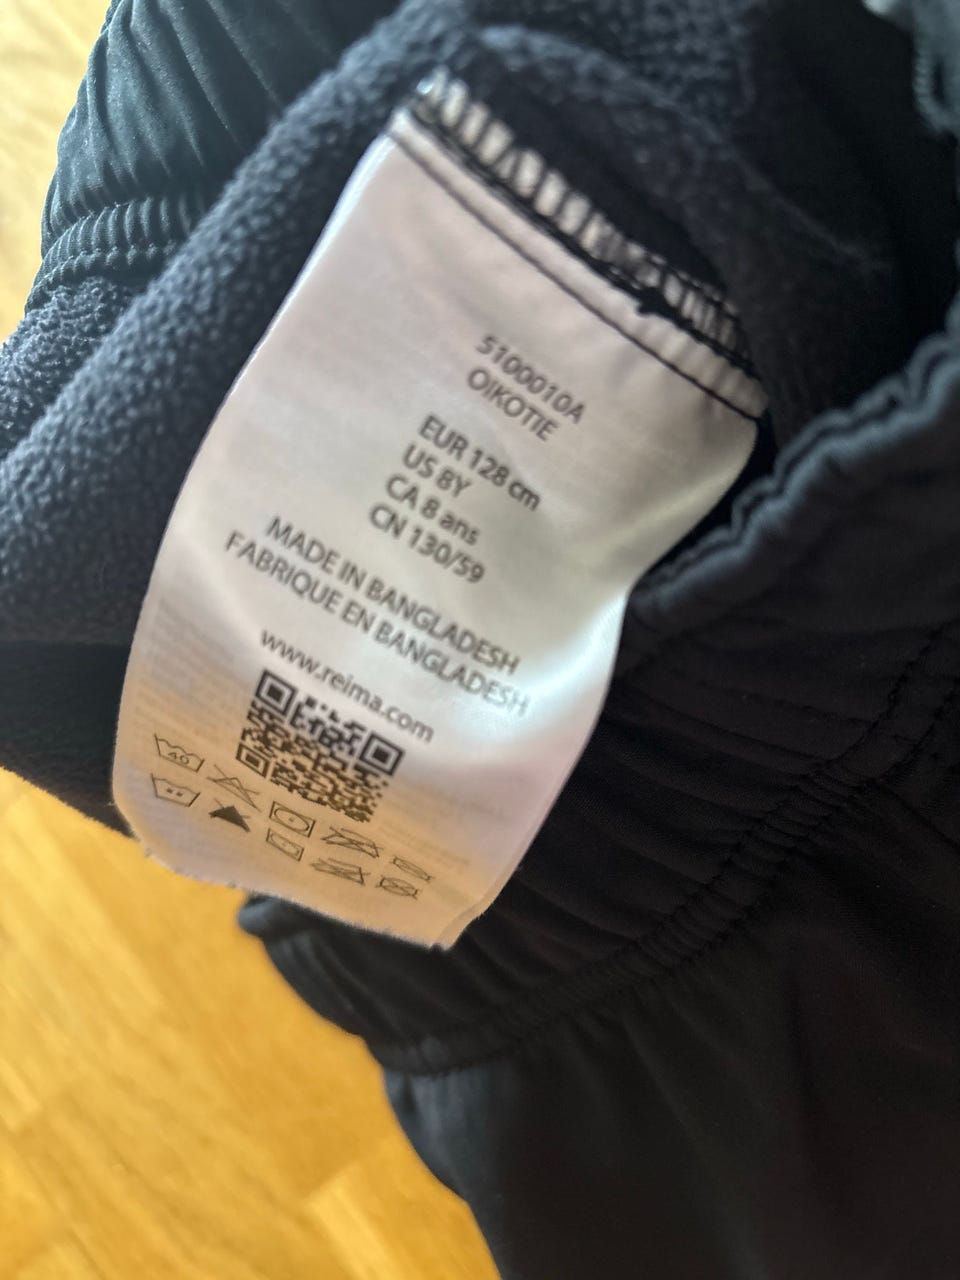 5100010A
OIKOTIE
EUR 128 cm
US 8Y
CA 8 ans
CN 130/59
MADE IN BANGLADESH
FABRIQUE EN BANGLADESH
www.reima.com
40